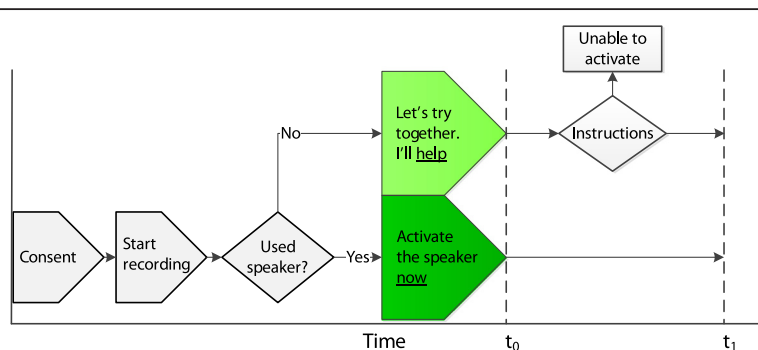 Unable to
activate
Let's try
together.
I'll help
No
Instructions
Consent
Start
recording
Used
speaker?
Yes
Activate
the speaker
now
Time
t₀
t₁